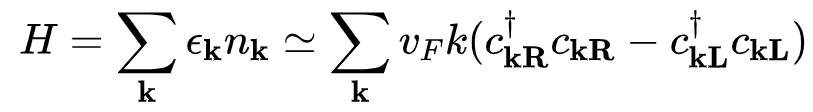 $H = \sum_{\mathbf{k}} \epsilon_{\mathbf{k}} n_{\mathbf{k}} \simeq \sum_{\mathbf{k}} v_F k (c^{\dagger}_{\mathbf{kR}} c_{\mathbf{kR}} - c^{\dagger}_{\mathbf{kL}} c_{\mathbf{kL}})$